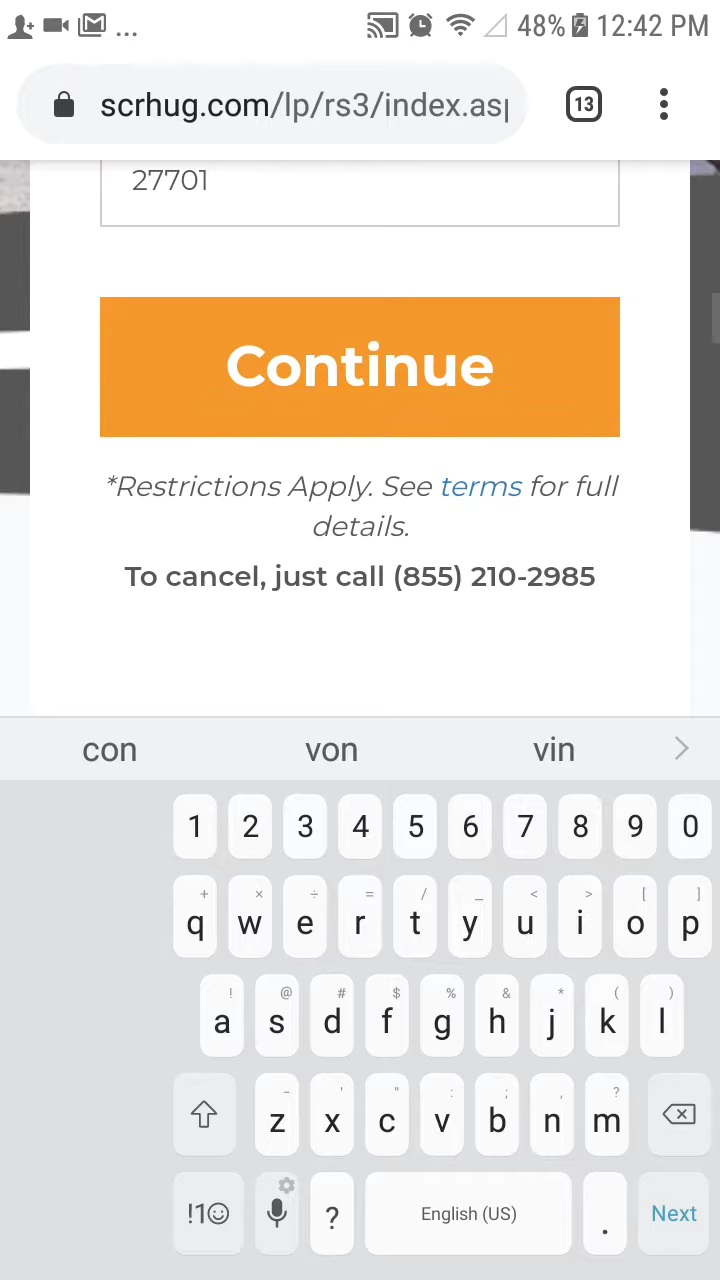 ... 48% 12:42 PM
scrhug.com/lp/rs3/index.asp 13
27701
Continue
*Restrictions Apply. See terms for full
details.
To cancel, just call (855) 210-2985
con von vin
1 2 3 4 5 6 7 8 9 0
+ × ÷ = / _ < > [ ]
q w e r t y u i o p
! @ # $ % & * ( )
a s d f g h j k l
- ' " : ; , ?
z x c v b n m
!1☺ ? English (US) . Next